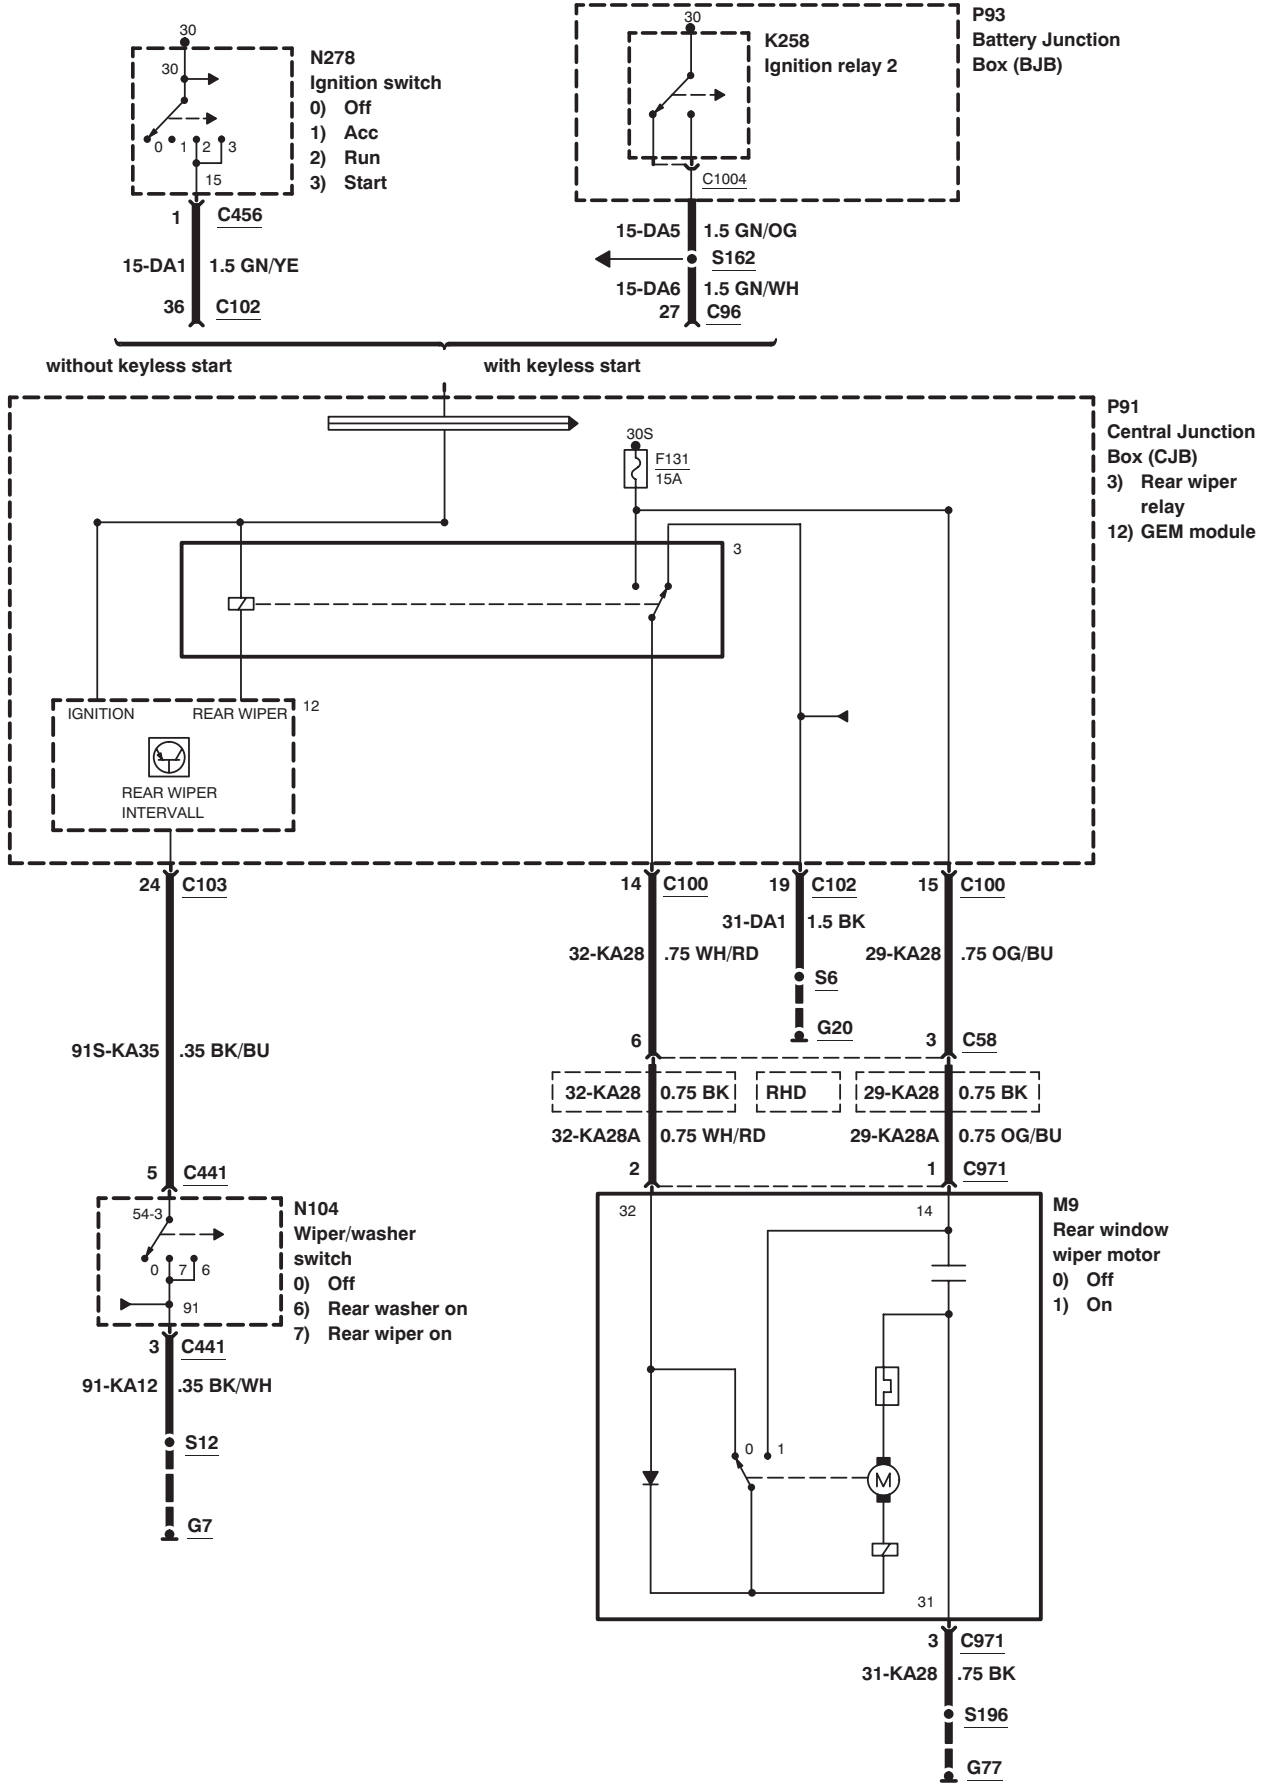 30
30
N278
Ignition switch
0) Off
1) Acc
2) Run
3) Start
0 1 2 3
15
1 C456
15-DA1 1.5 GN/YE
36 C102
30
K258
Ignition relay 2
P93
Battery Junction
Box (BJB)
C1004
15-DA5 1.5 GN/OG
S162
15-DA6 1.5 GN/WH
27 C96
without keyless start
with keyless start
P91
Central Junction
Box (CJB)
3) Rear wiper
relay
12) GEM module
30S
F131
15A
3
12
IGNITION REAR WIPER
REAR WIPER
INTERVALL
24 C103
14 C100
19 C102
15 C100
31-DA1 1.5 BK
32-KA28 .75 WH/RD
29-KA28 .75 OG/BU
S6
G20
91S-KA35 .35 BK/BU
6
3 C58
32-KA28 0.75 BK
RHD
29-KA28 0.75 BK
32-KA28A 0.75 WH/RD
29-KA28A 0.75 OG/BU
5 C441
2
1 C971
54-3
0 7 6
91
N104
Wiper/washer
switch
0) Off
6) Rear washer on
7) Rear wiper on
3 C441
91-KA12 .35 BK/WH
S12
G7
32
14
M9
Rear window
wiper motor
0) Off
1) On
0 1
M
31
3 C971
31-KA28 .75 BK
S196
G77